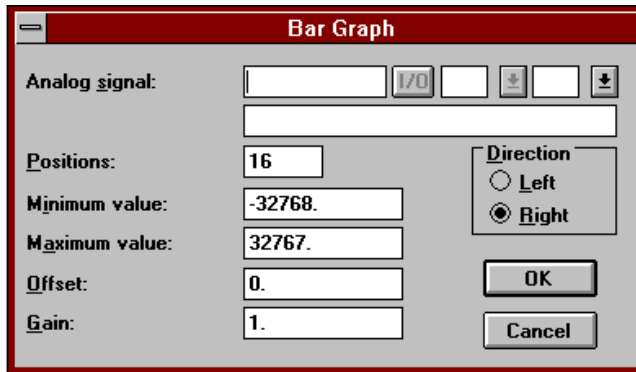 Bar Graph
Analog signal:
I/O
Positions:
16
Direction
Left
Right
Minimum value:
-32768.
Maximum value:
32767.
Offset:
0.
OK
Gain:
1.
Cancel